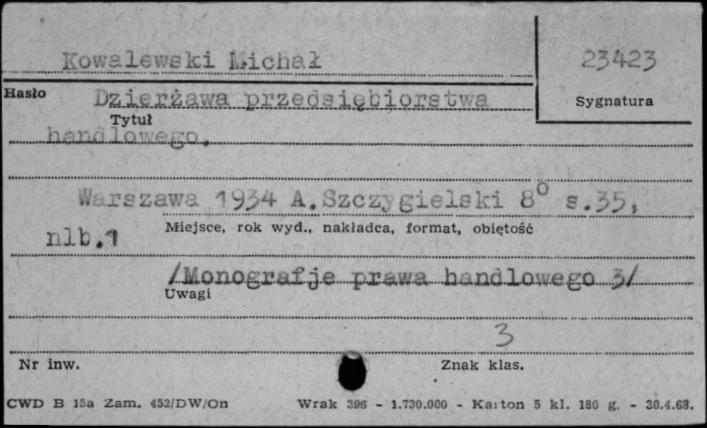 Kowalewski Michał
23423
Hasło
Dzierżawa przedsiębiorstwa
Sygnatura
Tytuł
handlowego.
Warszawa 1934 A.Szczygielski 8° s.35,
Miejsce, rok wyd., nakładca, format, obiętość
nlb.1
/Monografje prawa handlowego 3/
Uwagi
3
Nr inw.
Znak klas.
CWD B 15a Zam. 452/DW/On
Wrak 396 - 1.730.000 - Karton 5 kl. 180 g. - 30.4.68.